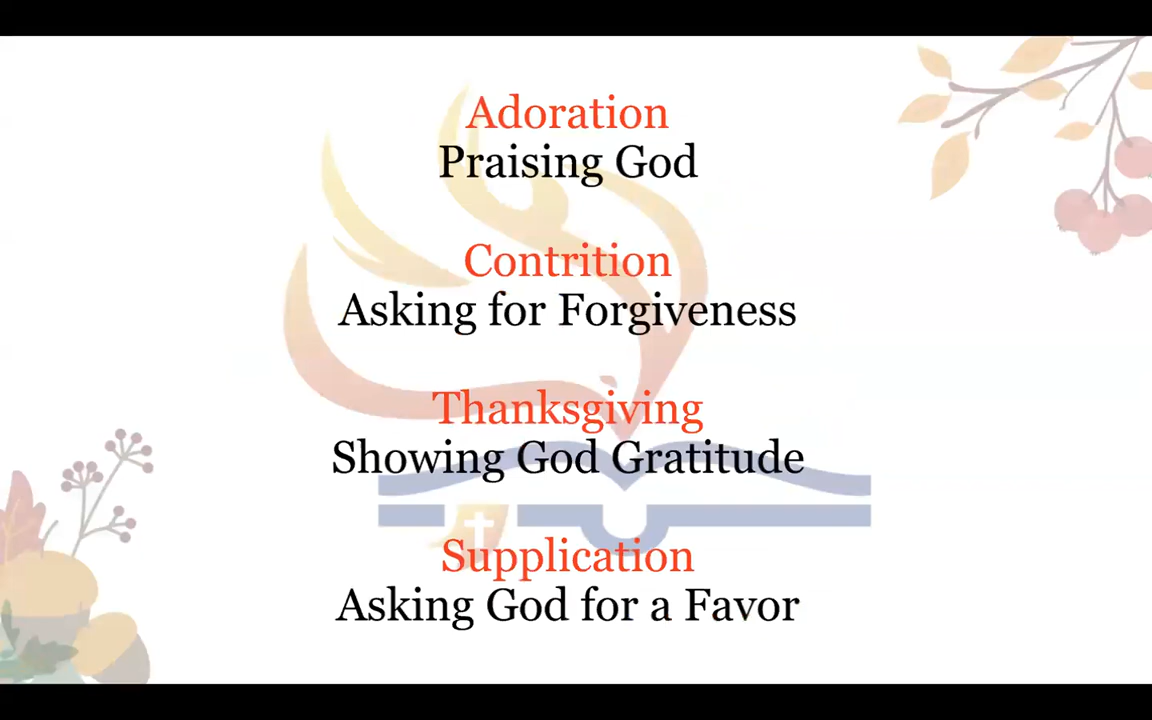 Adoration
Praising God
Contrition
Asking for Forgiveness
Thanksgiving
Showing God Gratitude
Supplication
Asking God for a Favor